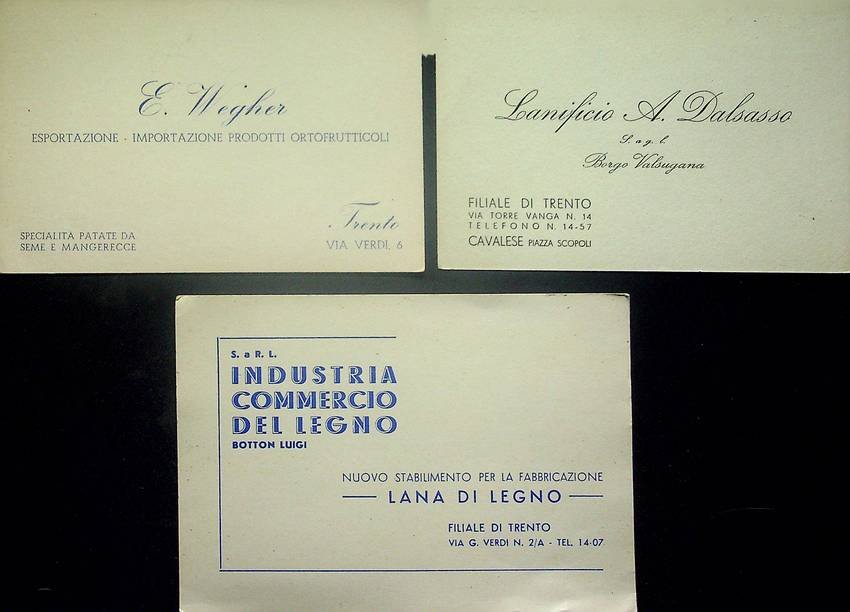 E. Wegher
ESPORTAZIONE - IMPORTAZIONE PRODOTTI ORTOFRUTTICOLI
SPECIALITA PATATE DA
SEME E MANGERECCE
Trento
VIA VERDI, 6
Lanificio A. Dalsasso
S. a g. l.
Borgo Valsugana
FILIALE DI TRENTO
VIA TORRE VANGA N. 14
TELEFONO N. 14-57
CAVALESE PIAZZA SCOPOLI
S. a R. L.
INDUSTRIA
COMMERCIO
DEL LEGNO
BOTTON LUIGI
NUOVO STABILIMENTO PER LA FABBRICAZIONE
LANA DI LEGNO
FILIALE DI TRENTO
VIA G. VERDI N. 2/A - TEL. 14-07